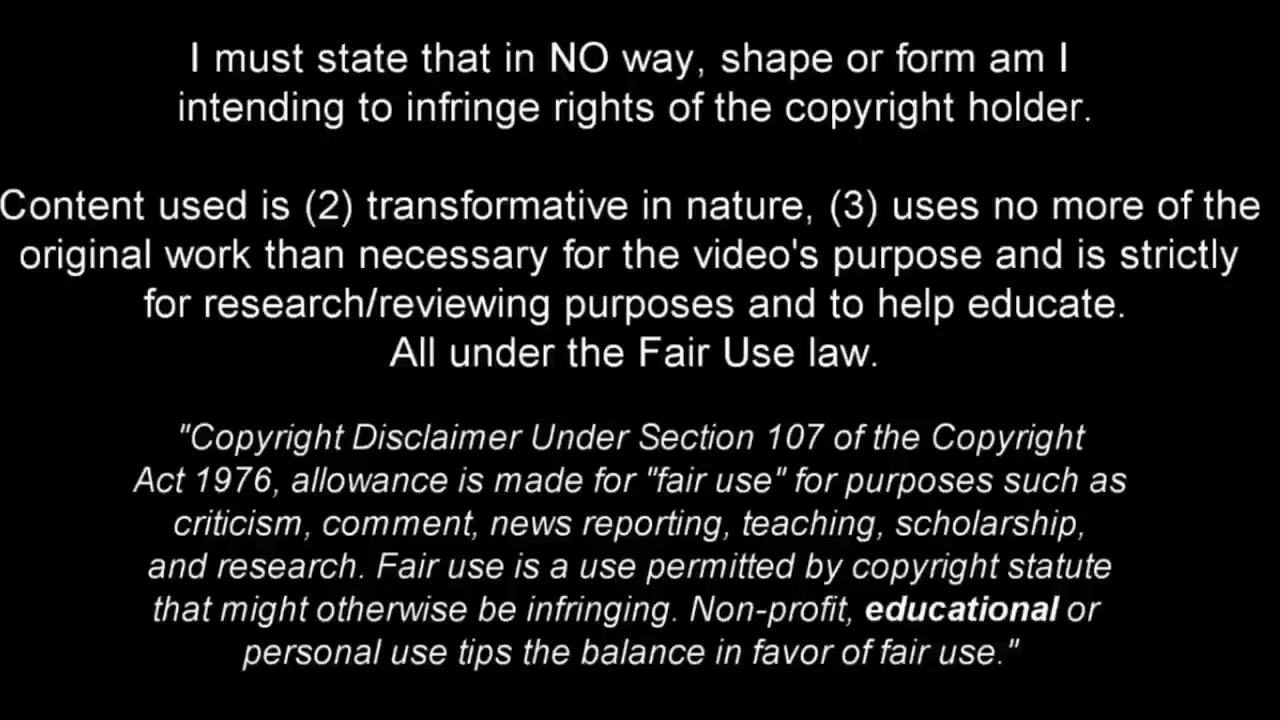 I must state that in NO way, shape or form am I
intending to infringe rights of the copyright holder.
Content used is (2) transformative in nature, (3) uses no more of the
original work than necessary for the video's purpose and is strictly
for research/reviewing purposes and to help educate.
All under the Fair Use law.
"Copyright Disclaimer Under Section 107 of the Copyright
Act 1976, allowance is made for "fair use" for purposes such as
criticism, comment, news reporting, teaching, scholarship,
and research. Fair use is a use permitted by copyright statute
that might otherwise be infringing. Non-profit, educational or
personal use tips the balance in favor of fair use."